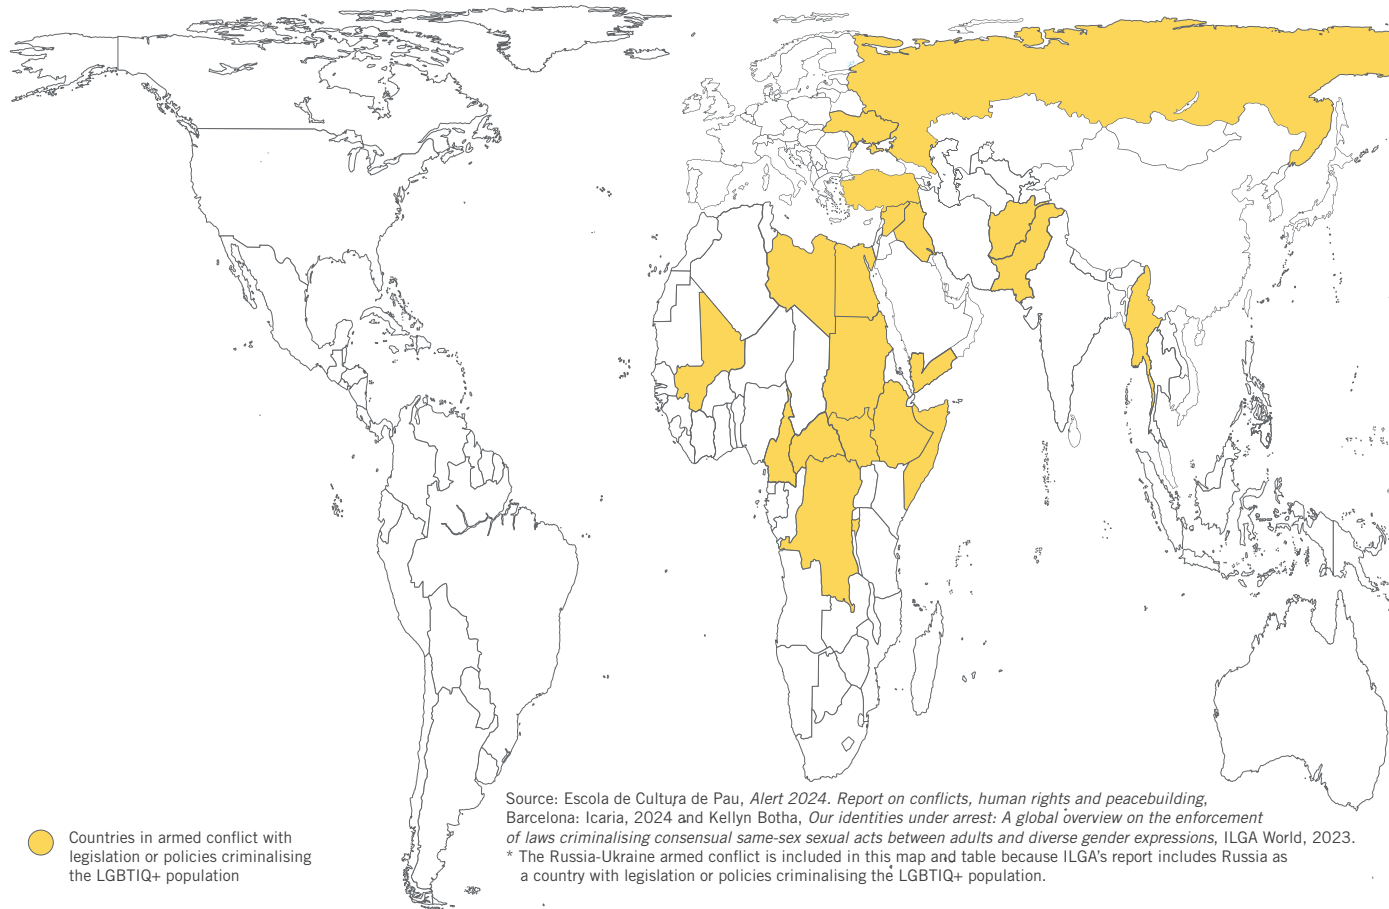 Source: Escola de Cultura de Pau, Alert 2024. Report on conflicts, human rights and peacebuilding,
Barcelona: Icaria, 2024 and Kellyn Botha, Our identities under arrest: A global overview on the enforcement
of laws criminalising consensual same-sex sexual acts between adults and diverse gender expressions, ILGA World, 2023.
* The Russia-Ukraine armed conflict is included in this map and table because ILGA's report includes Russia as
a country with legislation or policies criminalising the LGBTIQ+ population.
Countries in armed conflict with
legislation or policies criminalising
the LGBTIQ+ population